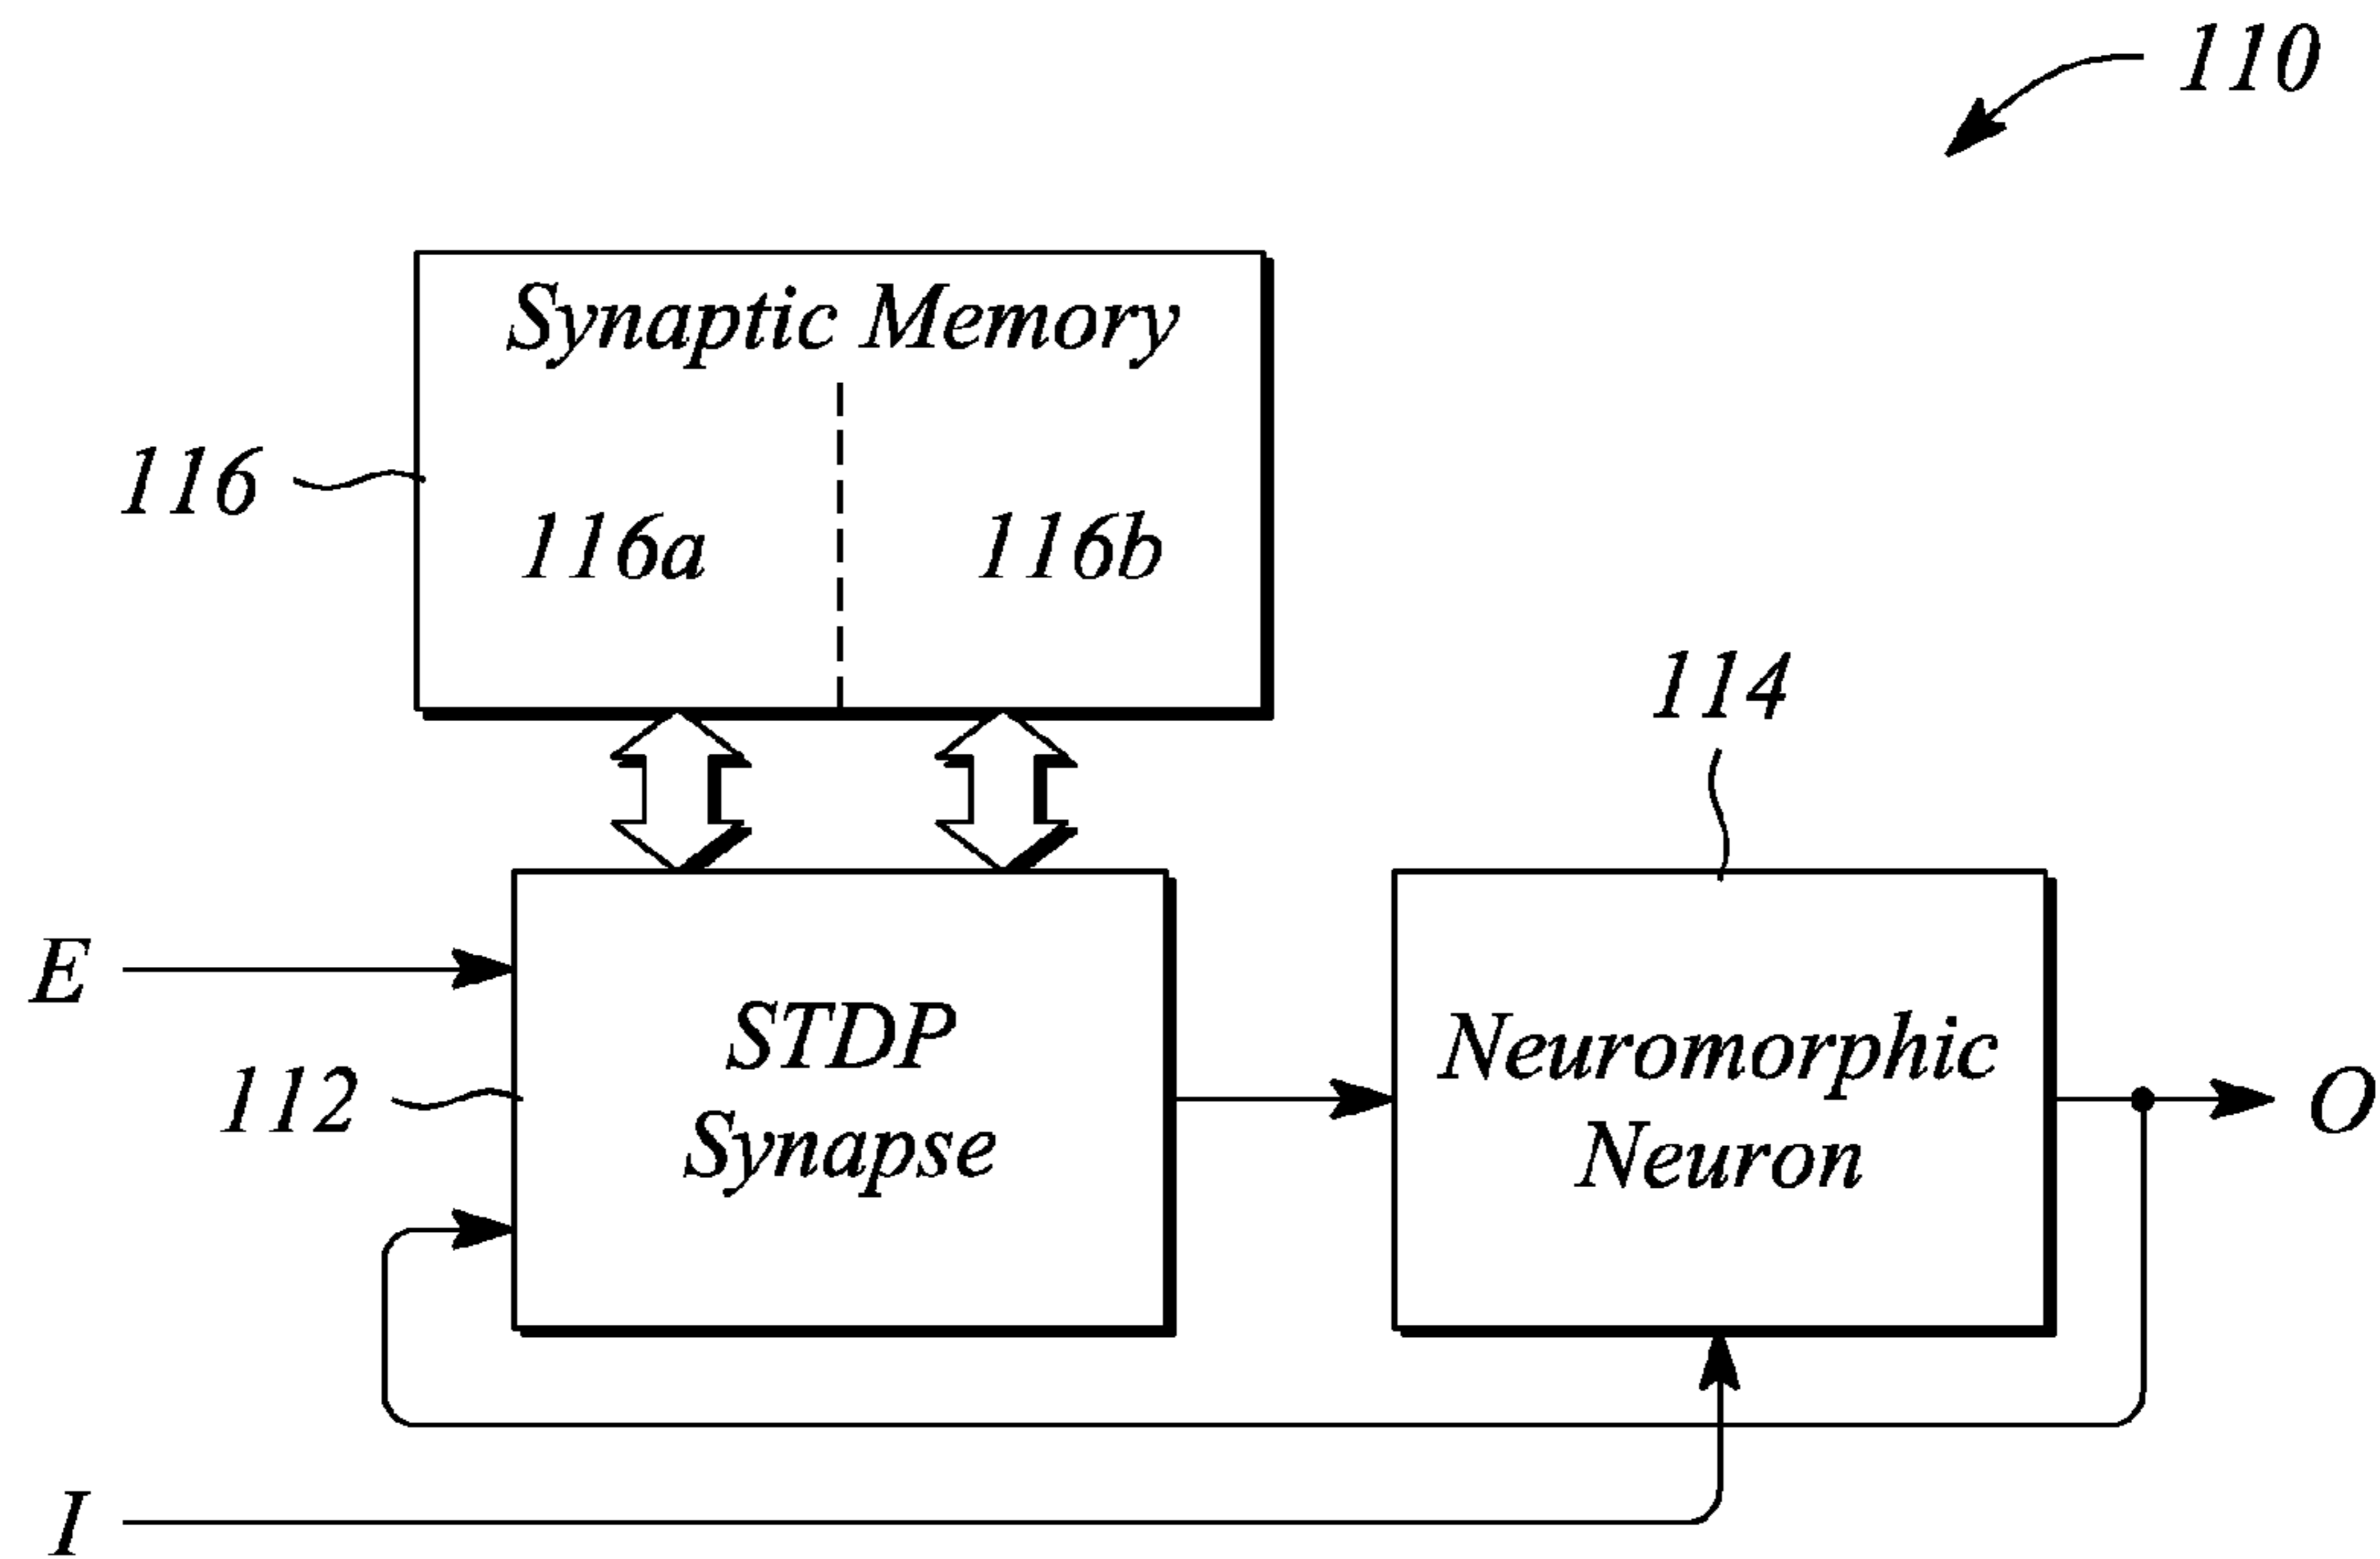 110
Synaptic Memory
116
116a 116b
114
E
STDP
Synapse
112
Neuromorphic
Neuron
O
I